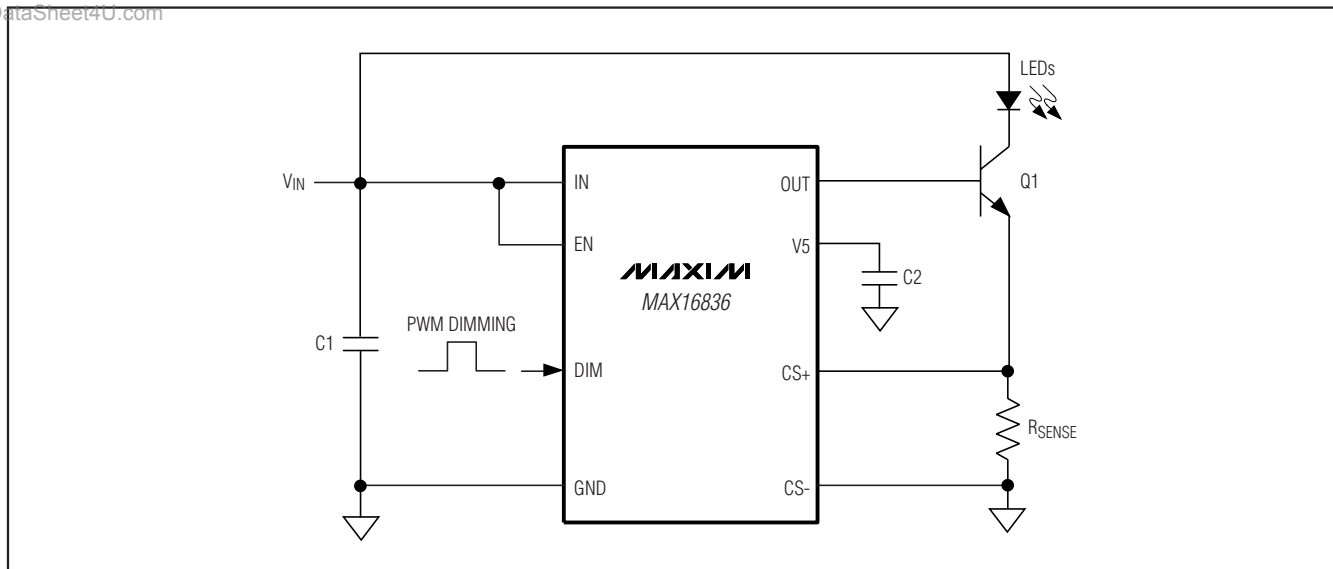 DataSheet4U.com
LEDs
VIN
IN
OUT
Q1
EN
V5
MAXIM
MAX16836
C2
PWM DIMMING
C1
DIM
CS+
RSENSE
GND
CS-